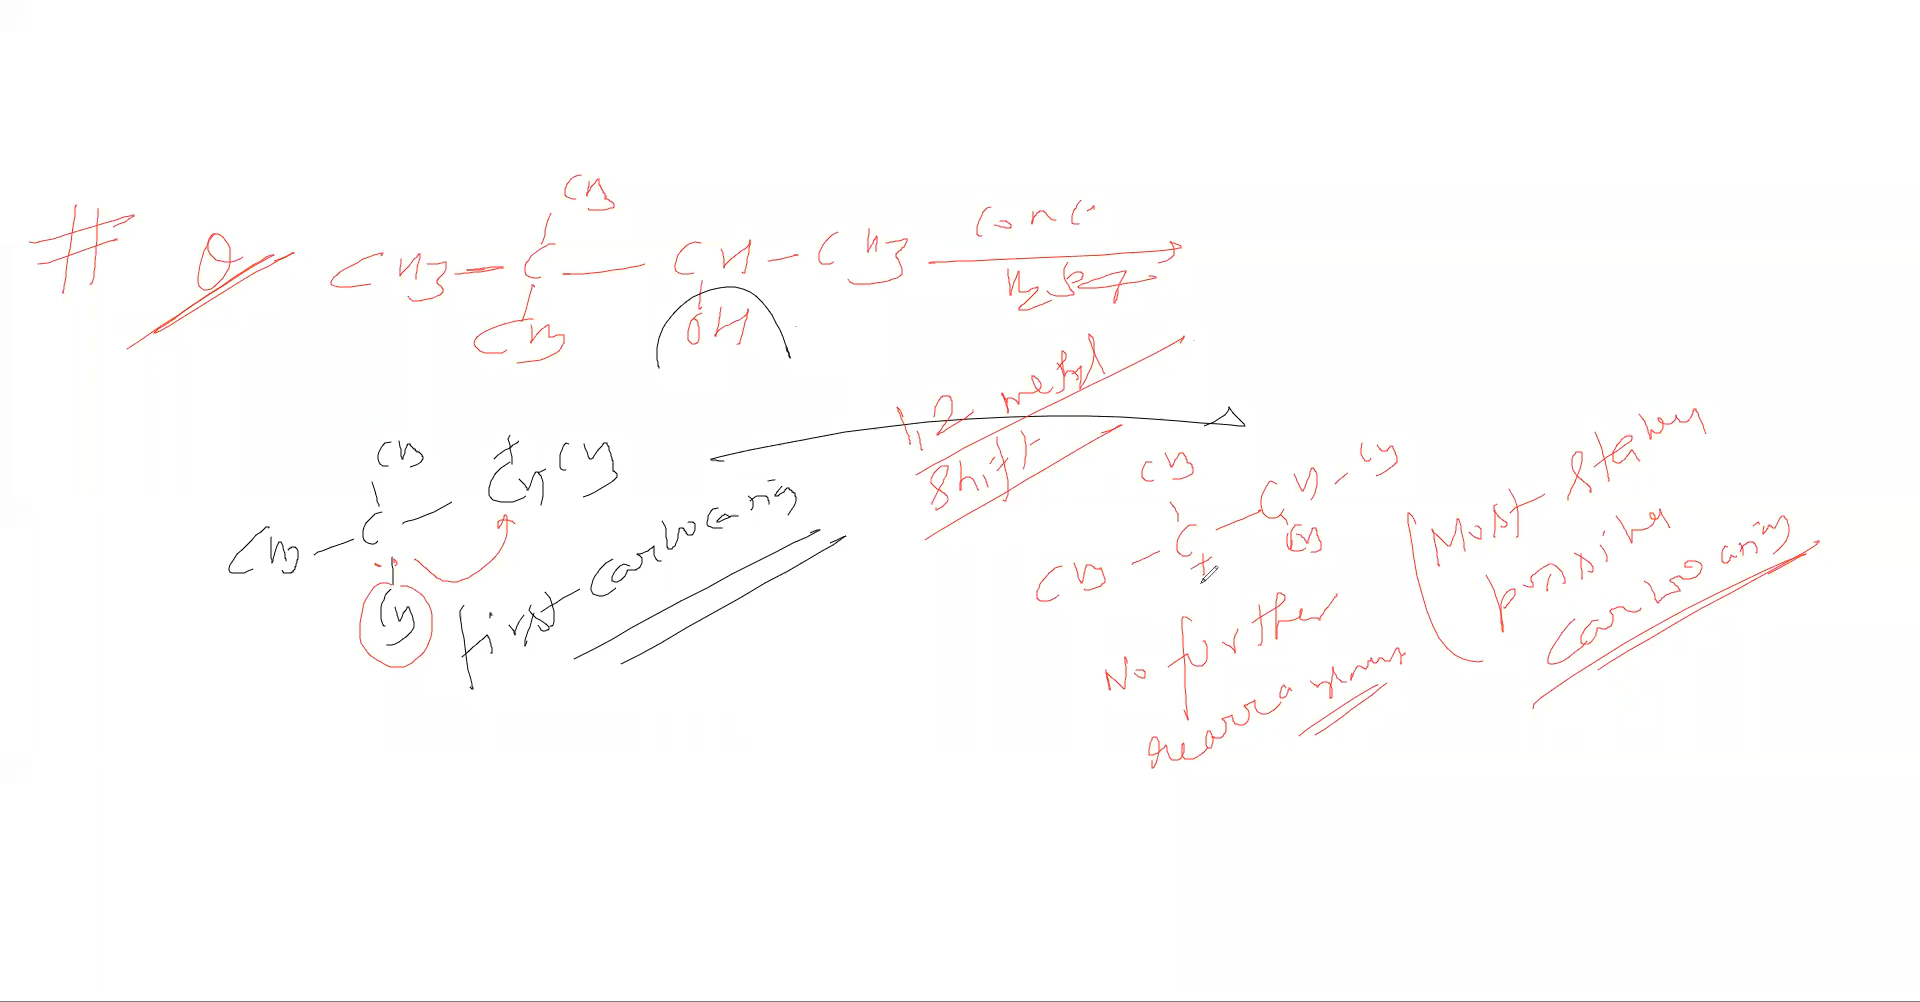 # Q
CH3
CH3 — C — CH - CH3
CH3
OH
conc.
H2SO4
1,2 methyl
shift
CH3
CH3 — C — CH CH3
+
CH3
first carbocation
CH3
CH3 — C — CH - CH3
+
CH3
No further
rearrangement
Most stable
possible
carbocation